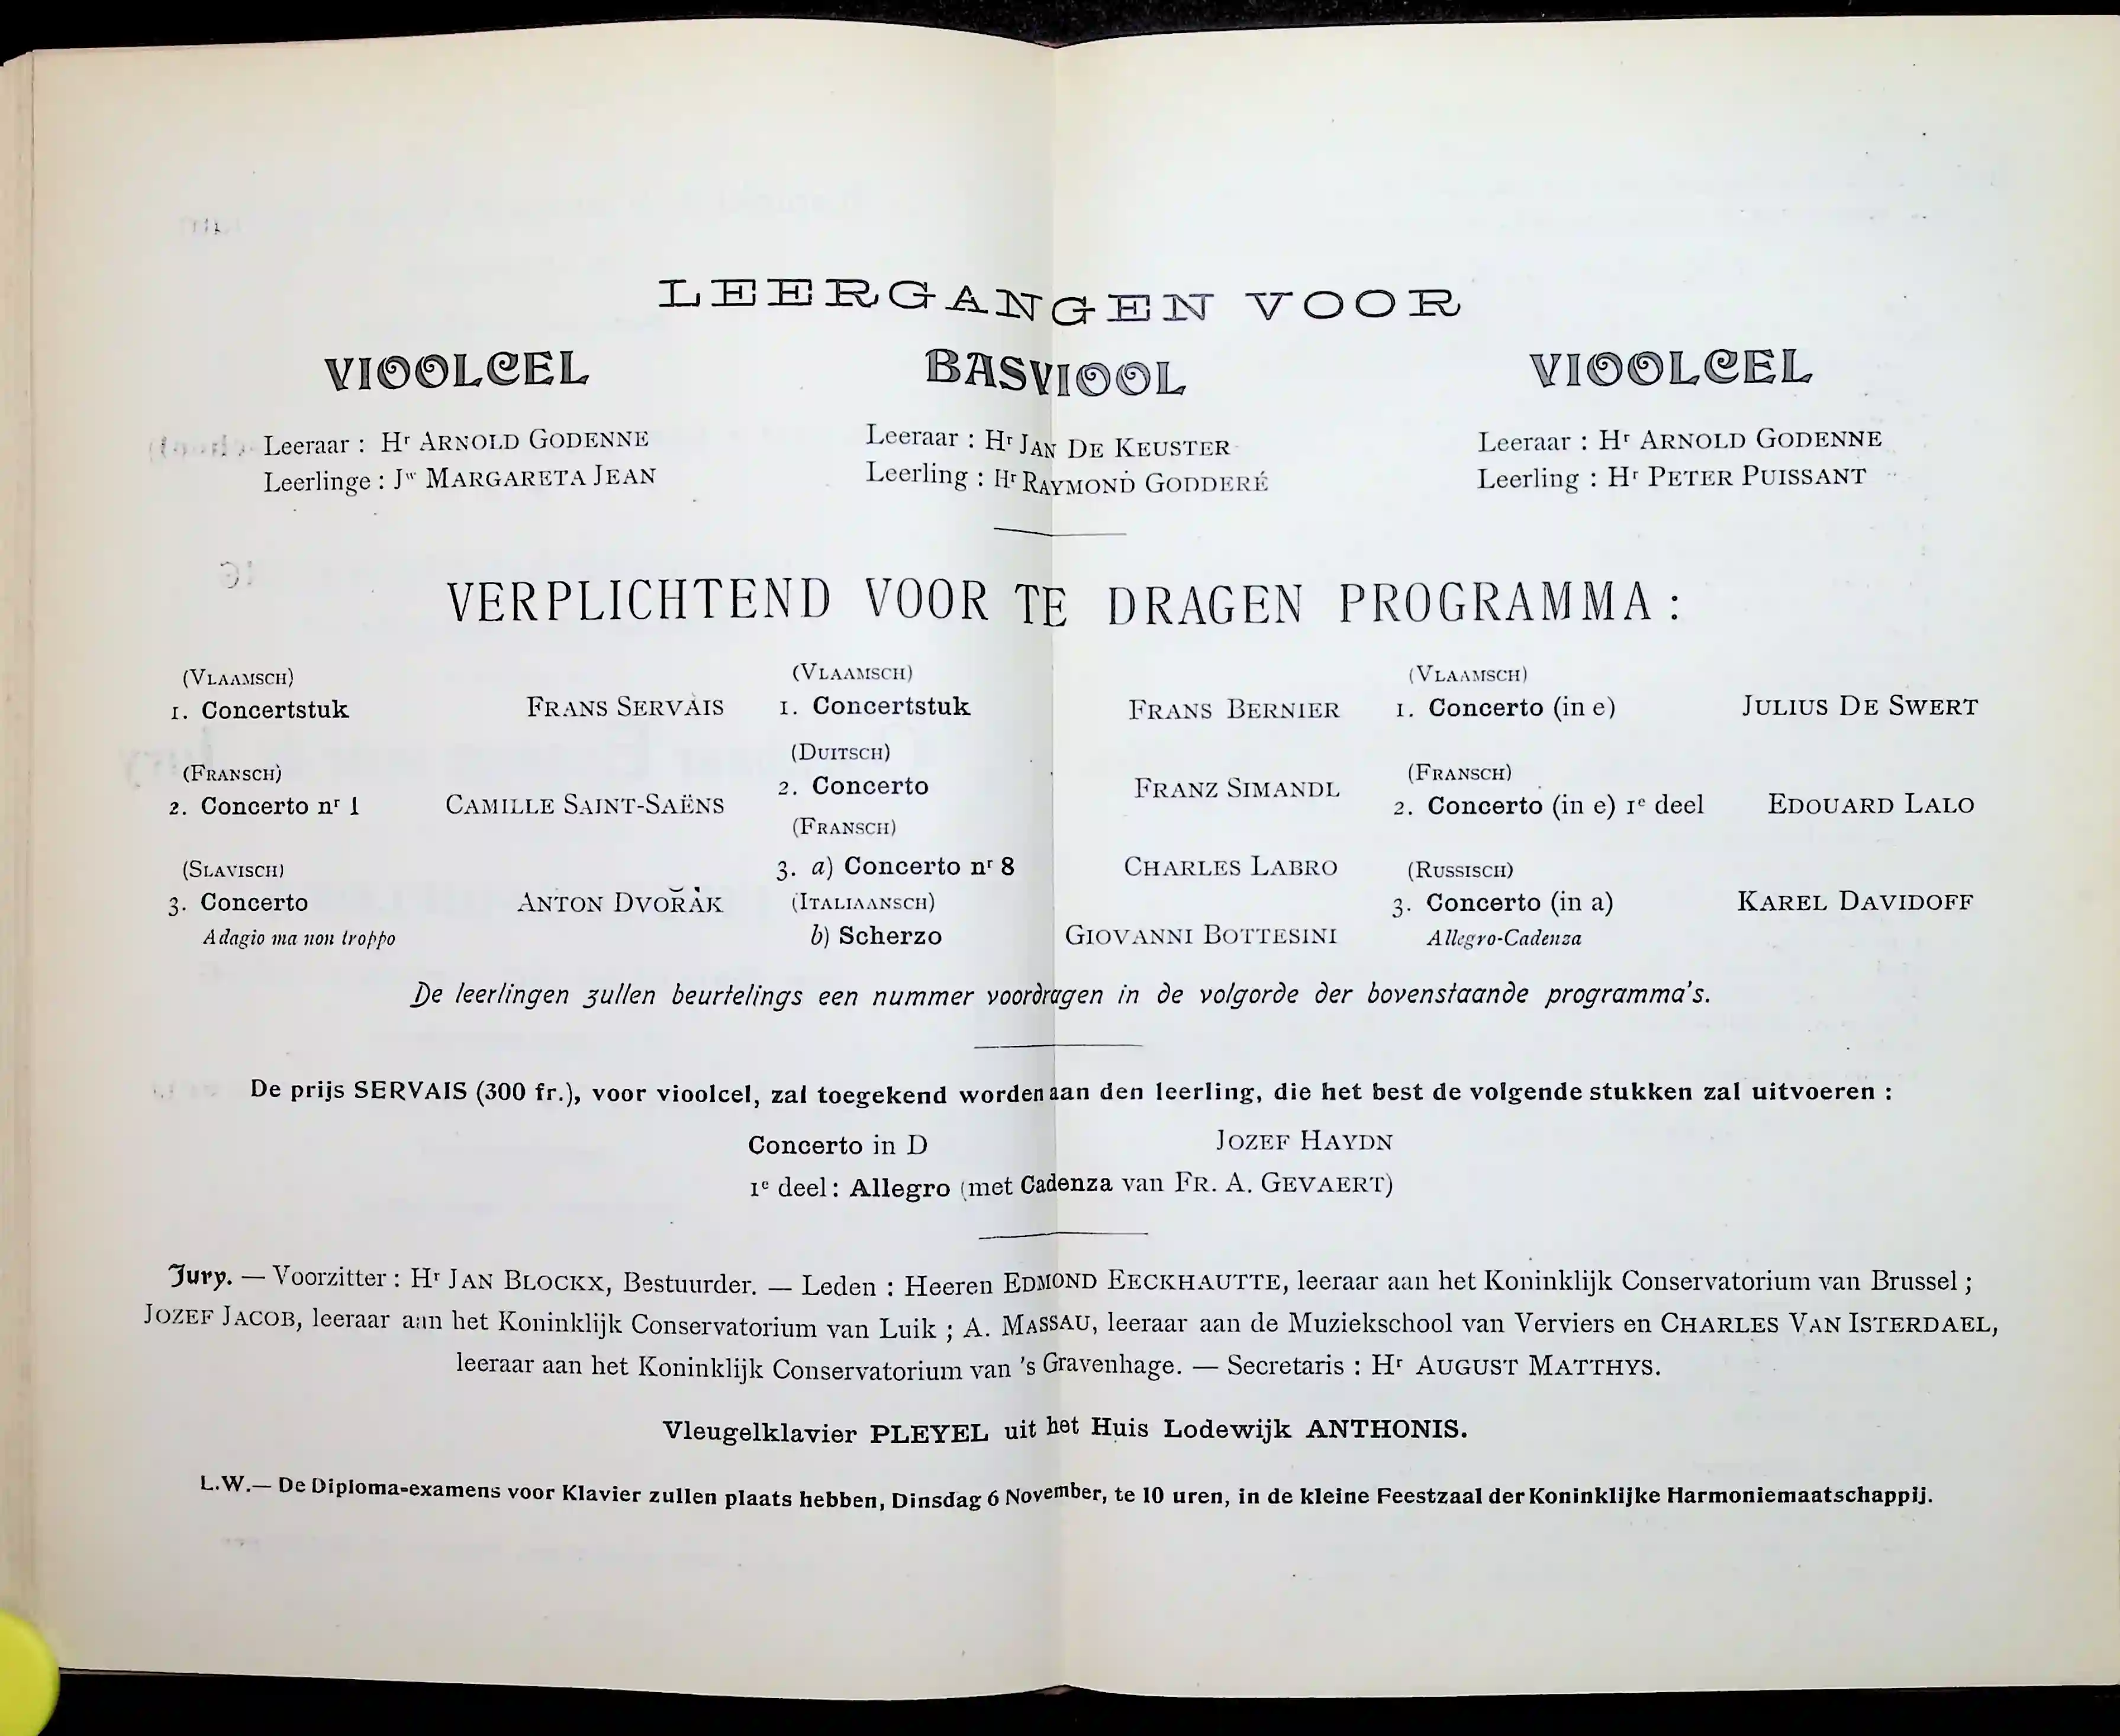 LEERGANGEN VOOR
VIOOLCEL
Leeraar : Hr ARNOLD GODENNE
Leerlinge : Jw MARGARETA JEAN
BASVIOOL
Leeraar : Hr JAN DE KEUSTER
Leerling : Hr RAYMOND GODDERÉ
VIOOLCEL
Leeraar : Hr ARNOLD GODENNE
Leerling : Hr PETER PUISSANT
VERPLICHTEND VOOR TE DRAGEN PROGRAMMA :
(VLAAMSCH)
1. Concertstuk FRANS SERVAIS
(FRANSCH)
2. Concerto nr 1 CAMILLE SAINT-SAËNS
(SLAVISCH)
3. Concerto ANTON DVOŘÁK
Adagio ma non troppo
(VLAAMSCH)
1. Concertstuk FRANS BERNIER
(DUITSCH)
2. Concerto FRANZ SIMANDL
(FRANSCH)
3. a) Concerto nr 8 CHARLES LABRO
(ITALIAANSCH)
b) Scherzo GIOVANNI BOTTESINI
(VLAAMSCH)
1. Concerto (in e) JULIUS DE SWERT
(FRANSCH)
2. Concerto (in e) 1e deel EDOUARD LALO
(RUSSISCH)
3. Concerto (in a) KAREL DAVIDOFF
Allegro-Cadenza
De leerlingen zullen beurtelings een nummer voordragen in de volgorde der bovenstaande programma's.
De prijs SERVAIS (300 fr.), voor vioolcel, zal toegekend worden aan den leerling, die het best de volgende stukken zal uitvoeren :
Concerto in D JOZEF HAYDN
1e deel : Allegro (met Cadenza van FR. A. GEVAERT)
Jury. — Voorzitter : Hr JAN BLOCKX, Bestuurder. — Leden : Heeren EDMOND EECKHAUTTE, leeraar aan het Koninklijk Conservatorium van Brussel ;
JOZEF JACOB, leeraar aan het Koninklijk Conservatorium van Luik ; A. MASSAU, leeraar aan de Muziekschool van Verviers en CHARLES VAN ISTERDAEL,
leeraar aan het Koninklijk Conservatorium van 's Gravenhage. — Secretaris : Hr AUGUST MATTHYS.
Vleugelklavier PLEYEL uit het Huis Lodewijk ANTHONIS.
L.W.— De Diploma-examens voor Klavier zullen plaats hebben, Dinsdag 6 November, te 10 uren, in de kleine Feestzaal der Koninklijke Harmoniemaatschappij.